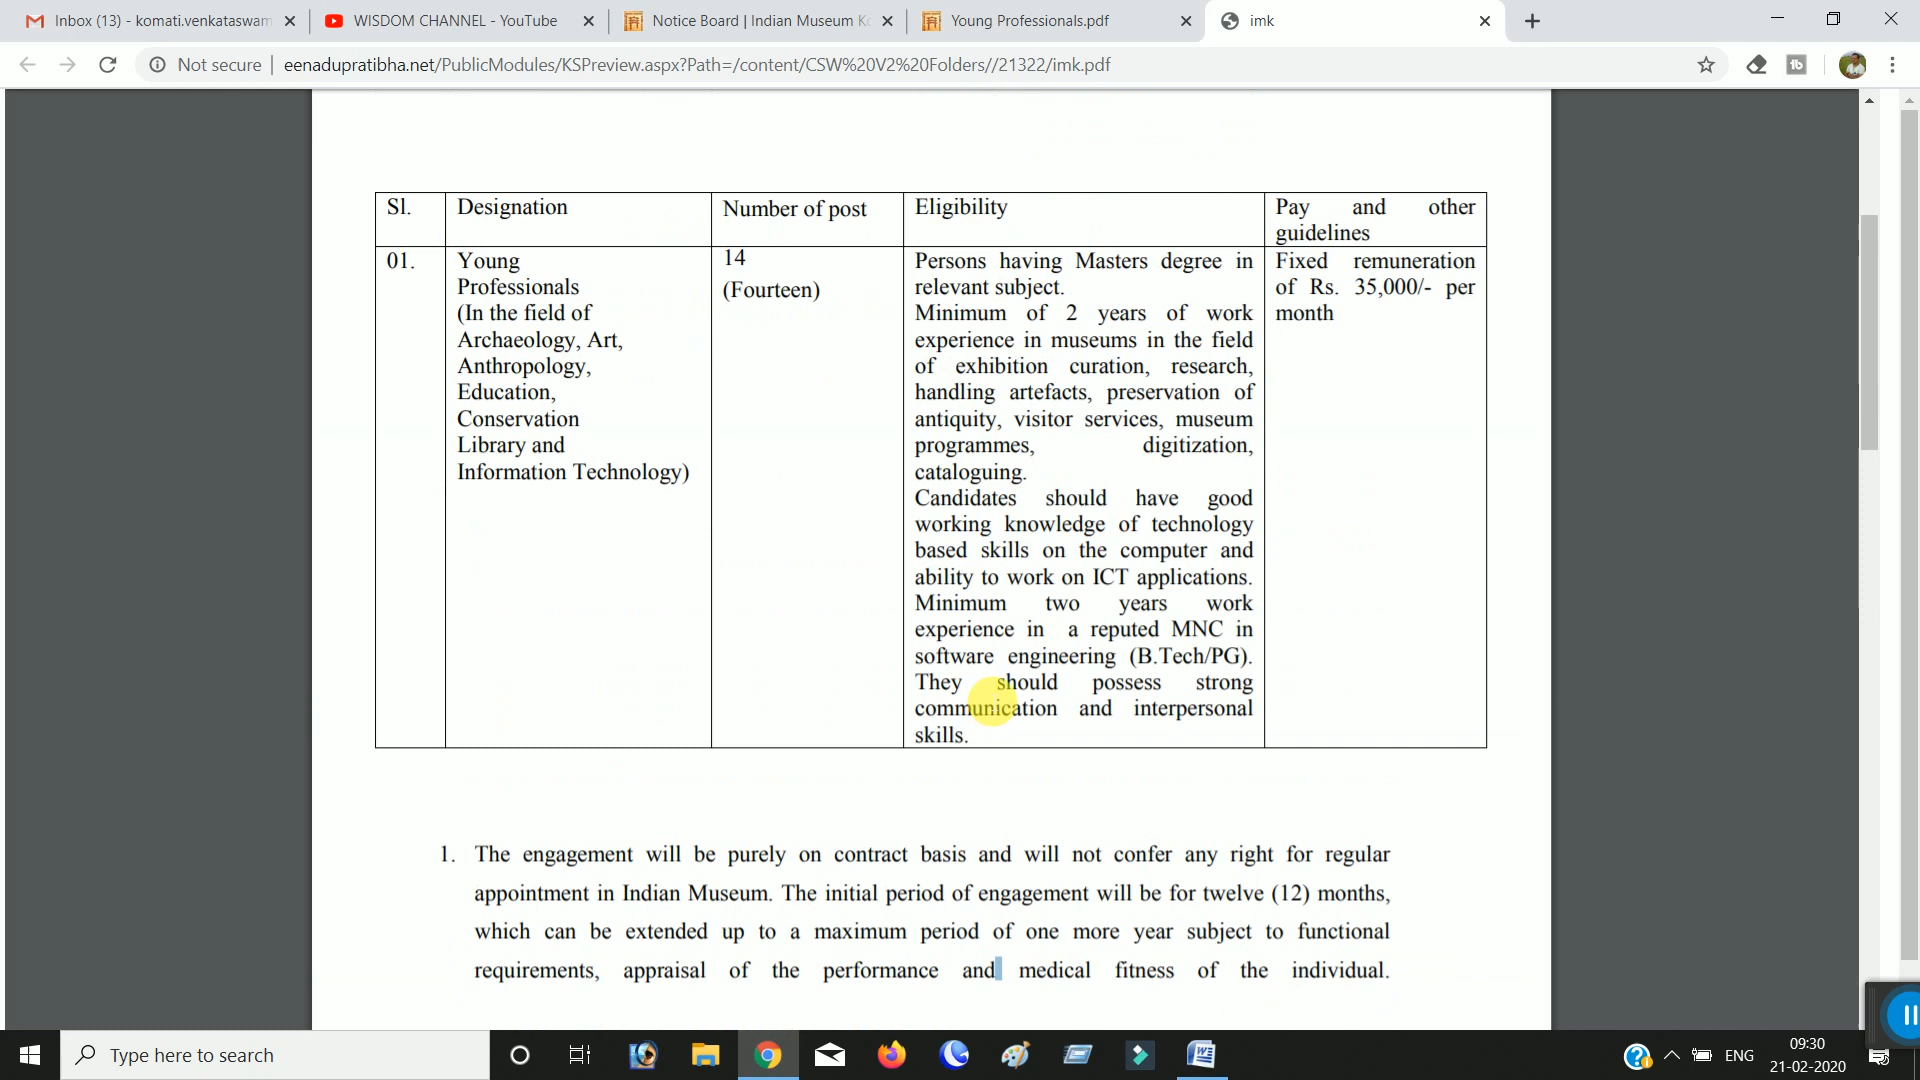 Inbox (13) - komati.venkataswam
WISDOM CHANNEL - YouTube
Notice Board | Indian Museum K
Young Professionals.pdf
imk
Not secure
enadupratibha.net/PublicModules/KSPreview.aspx?Path=/content/CSW%20V2%20Folders//21322/imk.pdf
Sl.
Designation
Number of post
Eligibility
Pay and other
guidelines
01.
Young
Professionals
(In the field of
Archaeology, Art,
Anthropology,
Education,
Conservation
Library and
Information Technology)
14
(Fourteen)
Persons having Masters degree in
relevant subject.
Minimum of 2 years of work
experience in museums in the field
of exhibition curation, research,
handling artefacts, preservation of
antiquity, visitor services, museum
programmes, digitization,
cataloguing.
Candidates should have good
working knowledge of technology
based skills on the computer and
ability to work on ICT applications.
Minimum two years work
experience in a reputed MNC in
software engineering (B.Tech/PG).
They should possess strong
communication and interpersonal
skills.
Fixed remuneration
of Rs. 35,000/- per
month
1. The engagement will be purely on contract basis and will not confer any right for regular
appointment in Indian Museum. The initial period of engagement will be for twelve (12) months,
which can be extended up to a maximum period of one more year subject to functional
requirements, appraisal of the performance and medical fitness of the individual.
Type here to search
ENG
09:30
21-02-2020